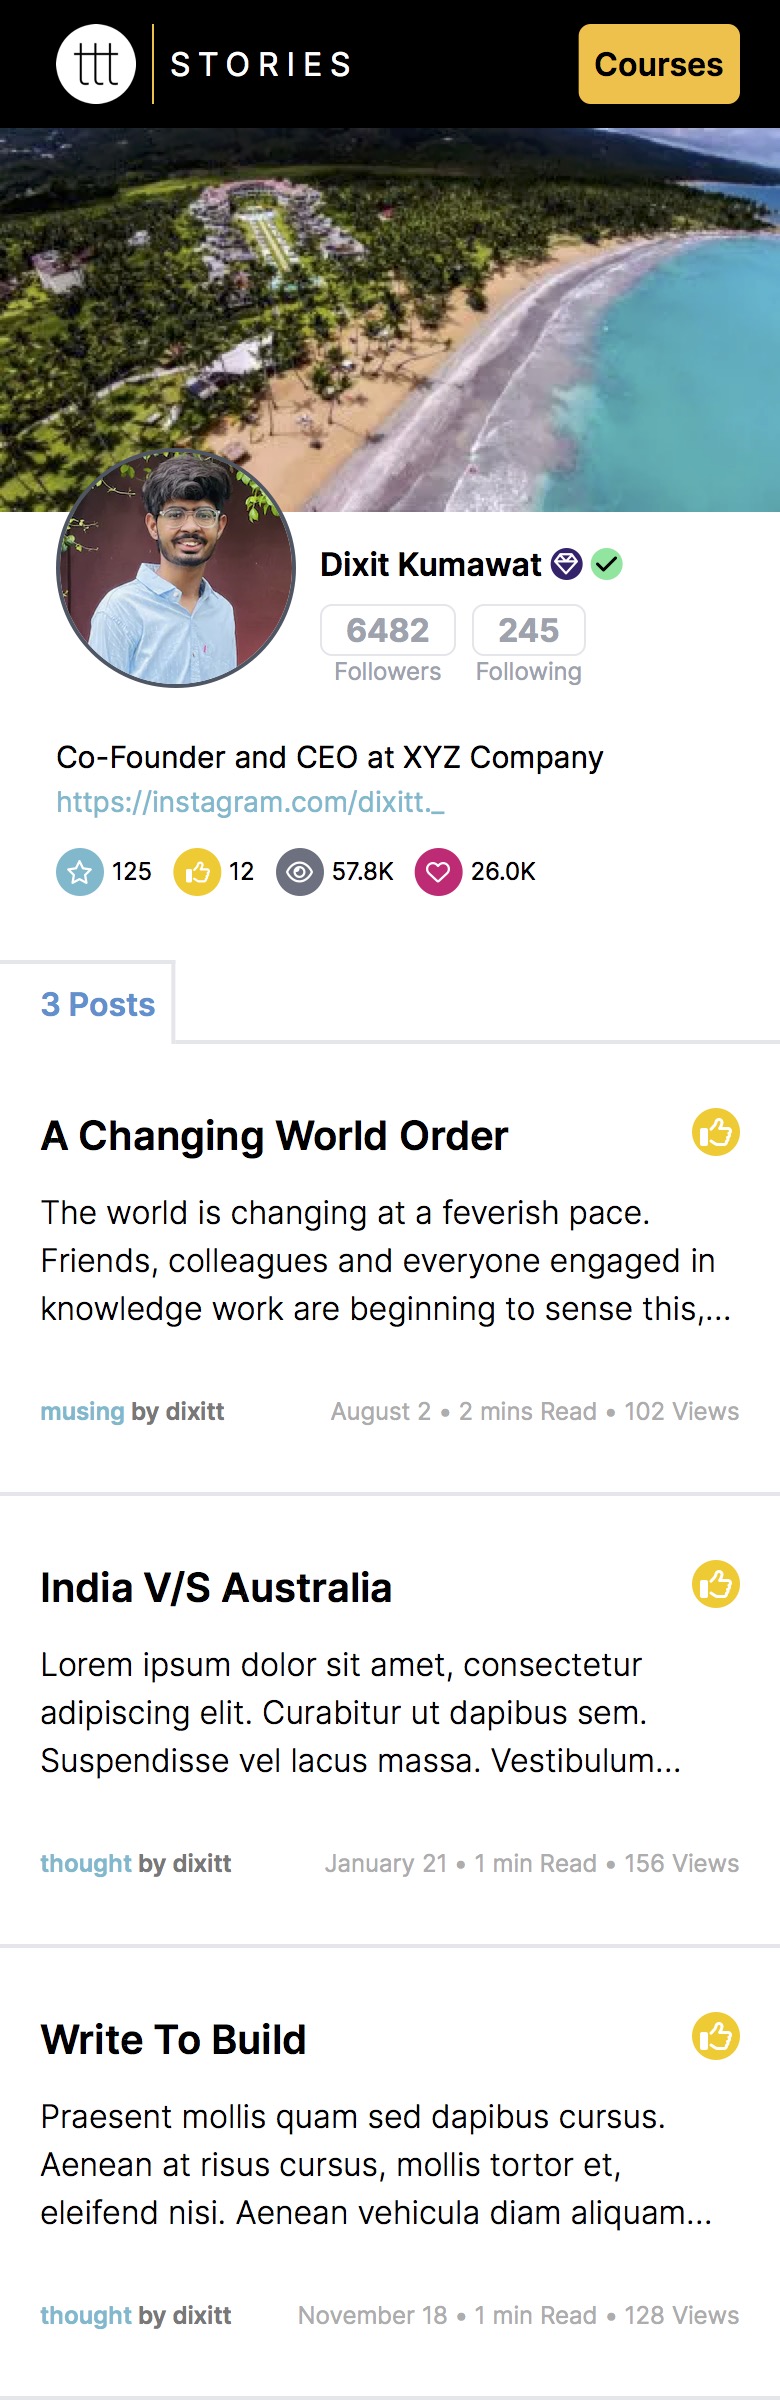 ttt
STORIES
Courses
Dixit Kumawat
6482
245
Followers
Following
Co-Founder and CEO at XYZ Company
https://instagram.com/dixitt._
125
12
57.8K
26.0K
3 Posts
A Changing World Order
The world is changing at a feverish pace.
Friends, colleagues and everyone engaged in
knowledge work are beginning to sense this,...
musing by dixitt
August 2 • 2 mins Read • 102 Views
India V/S Australia
Lorem ipsum dolor sit amet, consectetur
adipiscing elit. Curabitur ut dapibus sem.
Suspendisse vel lacus massa. Vestibulum...
thought by dixitt
January 21 • 1 min Read • 156 Views
Write To Build
Praesent mollis quam sed dapibus cursus.
Aenean at risus cursus, mollis tortor et,
eleifend nisi. Aenean vehicula diam aliquam...
thought by dixitt
November 18 • 1 min Read • 128 Views